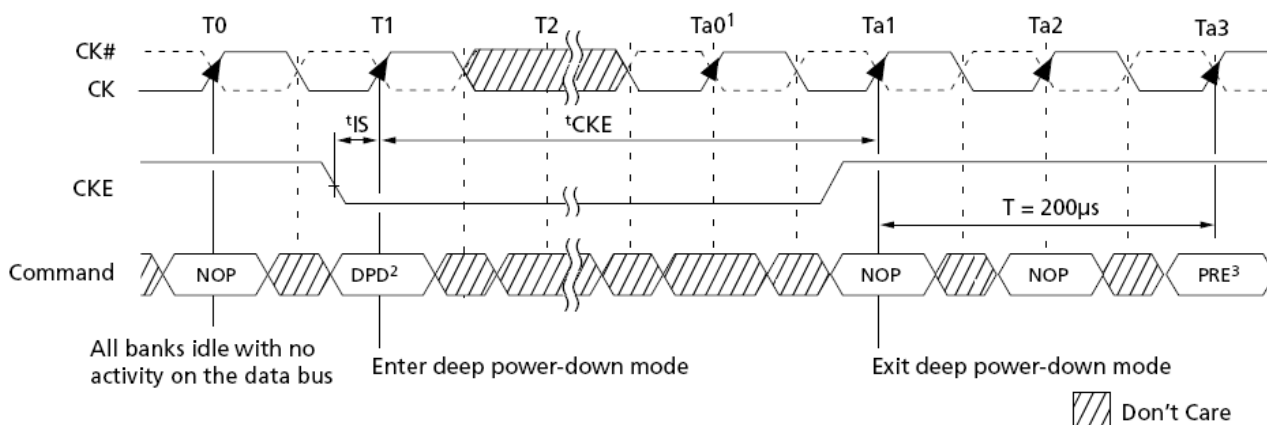 T0 T1 T2 Ta0¹ Ta1 Ta2 Ta3
CK#
CK
tIS tCKE
CKE
T = 200µs
Command NOP DPD² NOP NOP PRE³
All banks idle with no
activity on the data bus
Enter deep power-down mode
Exit deep power-down mode
Don't Care